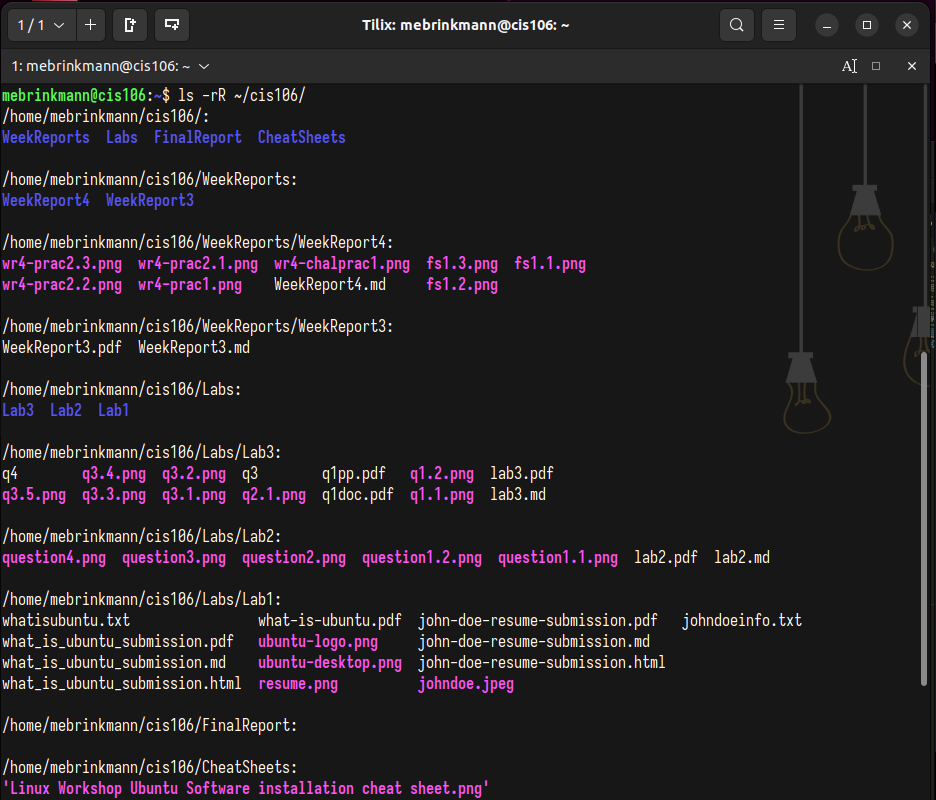 1 / 1
Tilix: mebrinkmann@cis106: ~
1: mebrinkmann@cis106: ~
mebrinkmann@cis106:~$ ls -rR ~/cis106/
/home/mebrinkmann/cis106/:
WeekReports  Labs  FinalReport  CheatSheets
/home/mebrinkmann/cis106/WeekReports:
WeekReport4  WeekReport3
/home/mebrinkmann/cis106/WeekReports/WeekReport4:
wr4-prac2.3.png  wr4-prac2.1.png  wr4-chalprac1.png  fs1.3.png  fs1.1.png
wr4-prac2.2.png  wr4-prac1.png    WeekReport4.md     fs1.2.png
/home/mebrinkmann/cis106/WeekReports/WeekReport3:
WeekReport3.pdf  WeekReport3.md
/home/mebrinkmann/cis106/Labs:
Lab3  Lab2  Lab1
/home/mebrinkmann/cis106/Labs/Lab3:
q4        q3.4.png  q3.2.png  q3        q1pp.pdf   q1.2.png  lab3.pdf
q3.5.png  q3.3.png  q3.1.png  q2.1.png  q1doc.pdf  q1.1.png  lab3.md
/home/mebrinkmann/cis106/Labs/Lab2:
question4.png  question3.png  question2.png  question1.2.png  question1.1.png  lab2.pdf  lab2.md
/home/mebrinkmann/cis106/Labs/Lab1:
whatisubuntu.txt                what-is-ubuntu.pdf  john-doe-resume-submission.pdf   johndoeinfo.txt
what_is_ubuntu_submission.pdf   ubuntu-logo.png     john-doe-resume-submission.md
what_is_ubuntu_submission.md    ubuntu-desktop.png  john-doe-resume-submission.html
what_is_ubuntu_submission.html  resume.png          johndoe.jpeg
/home/mebrinkmann/cis106/FinalReport:
/home/mebrinkmann/cis106/CheatSheets:
'Linux Workshop Ubuntu Software installation cheat sheet.png'